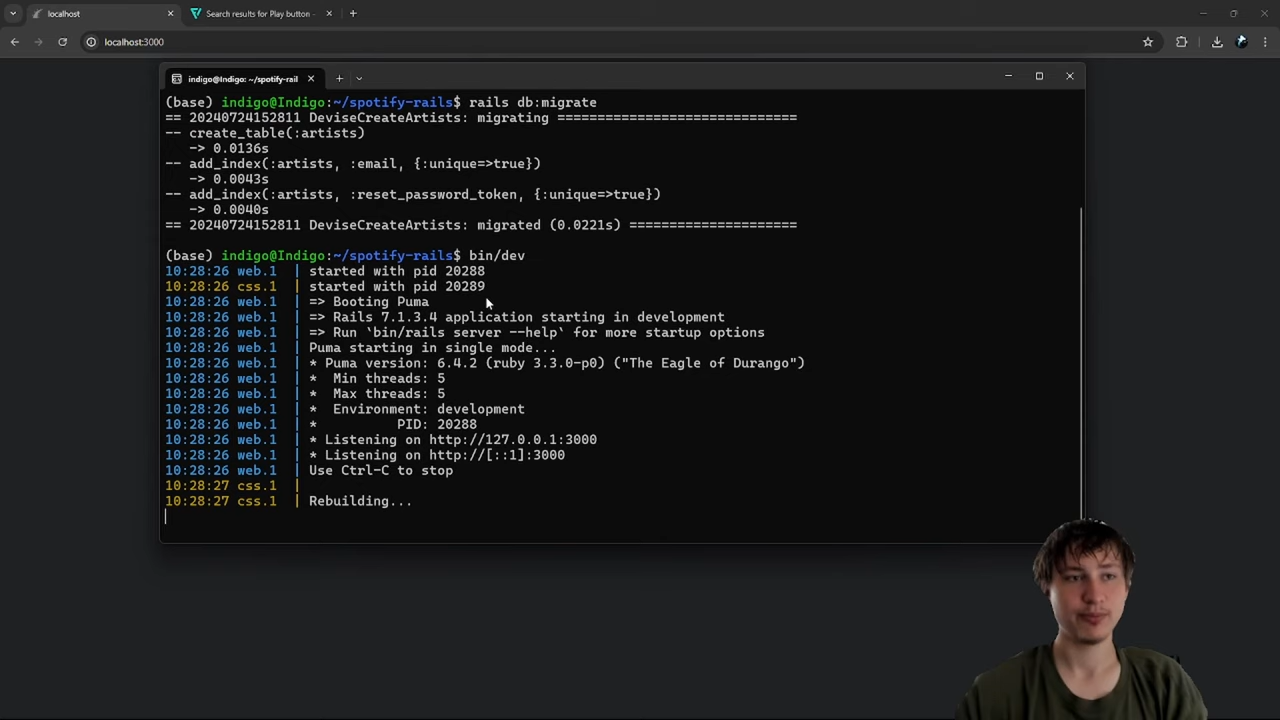 localhost
Search results for Play button -
localhost:3000
indigo@Indigo: ~/spotify-rail
(base) indigo@Indigo:~/spotify-rails$ rails db:migrate
== 20240724152811 DeviseCreateArtists: migrating ==============================
-- create_table(:artists)
-> 0.0136s
-- add_index(:artists, :email, {:unique=>true})
-> 0.0043s
-- add_index(:artists, :reset_password_token, {:unique=>true})
-> 0.0040s
== 20240724152811 DeviseCreateArtists: migrated (0.0221s) =====================
(base) indigo@Indigo:~/spotify-rails$ bin/dev
10:28:26 web.1 | started with pid 20288
10:28:26 css.1 | started with pid 20289
10:28:26 web.1 | => Booting Puma
10:28:26 web.1 | => Rails 7.1.3.4 application starting in development
10:28:26 web.1 | => Run `bin/rails server --help` for more startup options
10:28:26 web.1 | Puma starting in single mode...
10:28:26 web.1 | * Puma version: 6.4.2 (ruby 3.3.0-p0) ("The Eagle of Durango")
10:28:26 web.1 | * Min threads: 5
10:28:26 web.1 | * Max threads: 5
10:28:26 web.1 | * Environment: development
10:28:26 web.1 | * PID: 20288
10:28:26 web.1 | * Listening on http://127.0.0.1:3000
10:28:26 web.1 | * Listening on http://[::1]:3000
10:28:26 web.1 | Use Ctrl-C to stop
10:28:27 css.1 |
10:28:27 css.1 | Rebuilding...